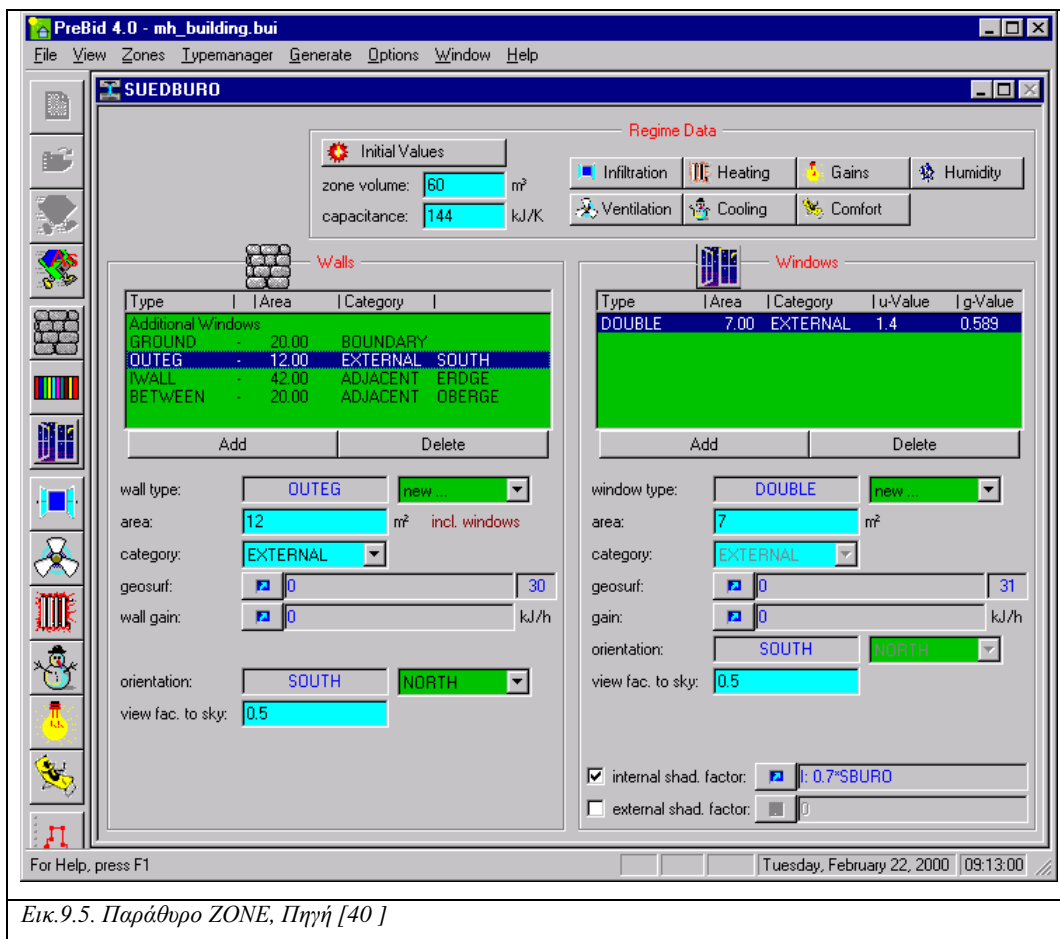 PreBid 4.0 - mh_building.bui
File View Zones Typemanager Generate Options Window Help
SUEDBURO
Regime Data
Initial Values
zone volume: 60 m³
capacitance: 144 kJ/K
Infiltration Heating Gains Humidity
Ventilation Cooling Comfort
Walls
Type | | Area | Category |
Additional Windows
GROUND - 20.00 BOUNDARY
OUTEG - 12.00 EXTERNAL SOUTH
IWALL - 42.00 ADJACENT ERDGE
BETWEEN - 20.00 ADJACENT OBERGE
Add Delete
wall type: OUTEG new ...
area: 12 m² incl. windows
category: EXTERNAL
geosurf: 0 30
wall gain: 0 kJ/h
orientation: SOUTH NORTH
view fac. to sky: 0.5
Windows
Type | Area | Category | u-Value | g-Value
DOUBLE 7.00 EXTERNAL 1.4 0.589
Add Delete
window type: DOUBLE new ...
area: 7 m²
category: EXTERNAL
geosurf: 0 31
gain: 0 kJ/h
orientation: SOUTH NORTH
view fac. to sky: 0.5
internal shad. factor: I: 0.7*SBURO
external shad. factor: 0
For Help, press F1
Tuesday, February 22, 2000 09:13:00
Εικ.9.5. Παράθυρο ZONE, Πηγή [40 ]